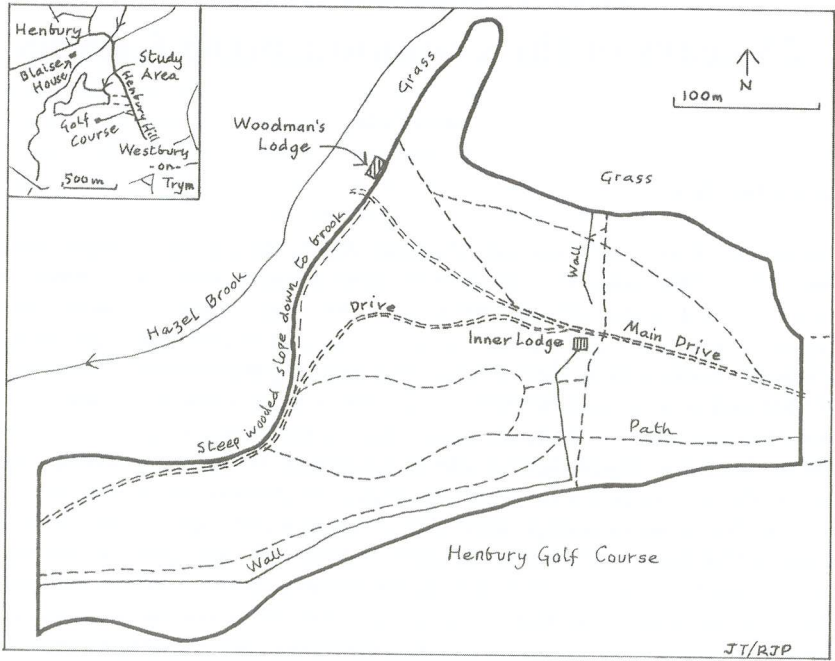 Henbury
Blaise
House
Study
Area
Henbury Hill
Golf
Course
Westbury
-on-
Trym
500m
Grass
N
100m
Woodman's
Lodge
Grass
Wall
Hazel Brook
Steep wooded slope down to brook
Drive
Main Drive
Inner Lodge
Path
Wall
Henbury Golf Course
JT/RJP